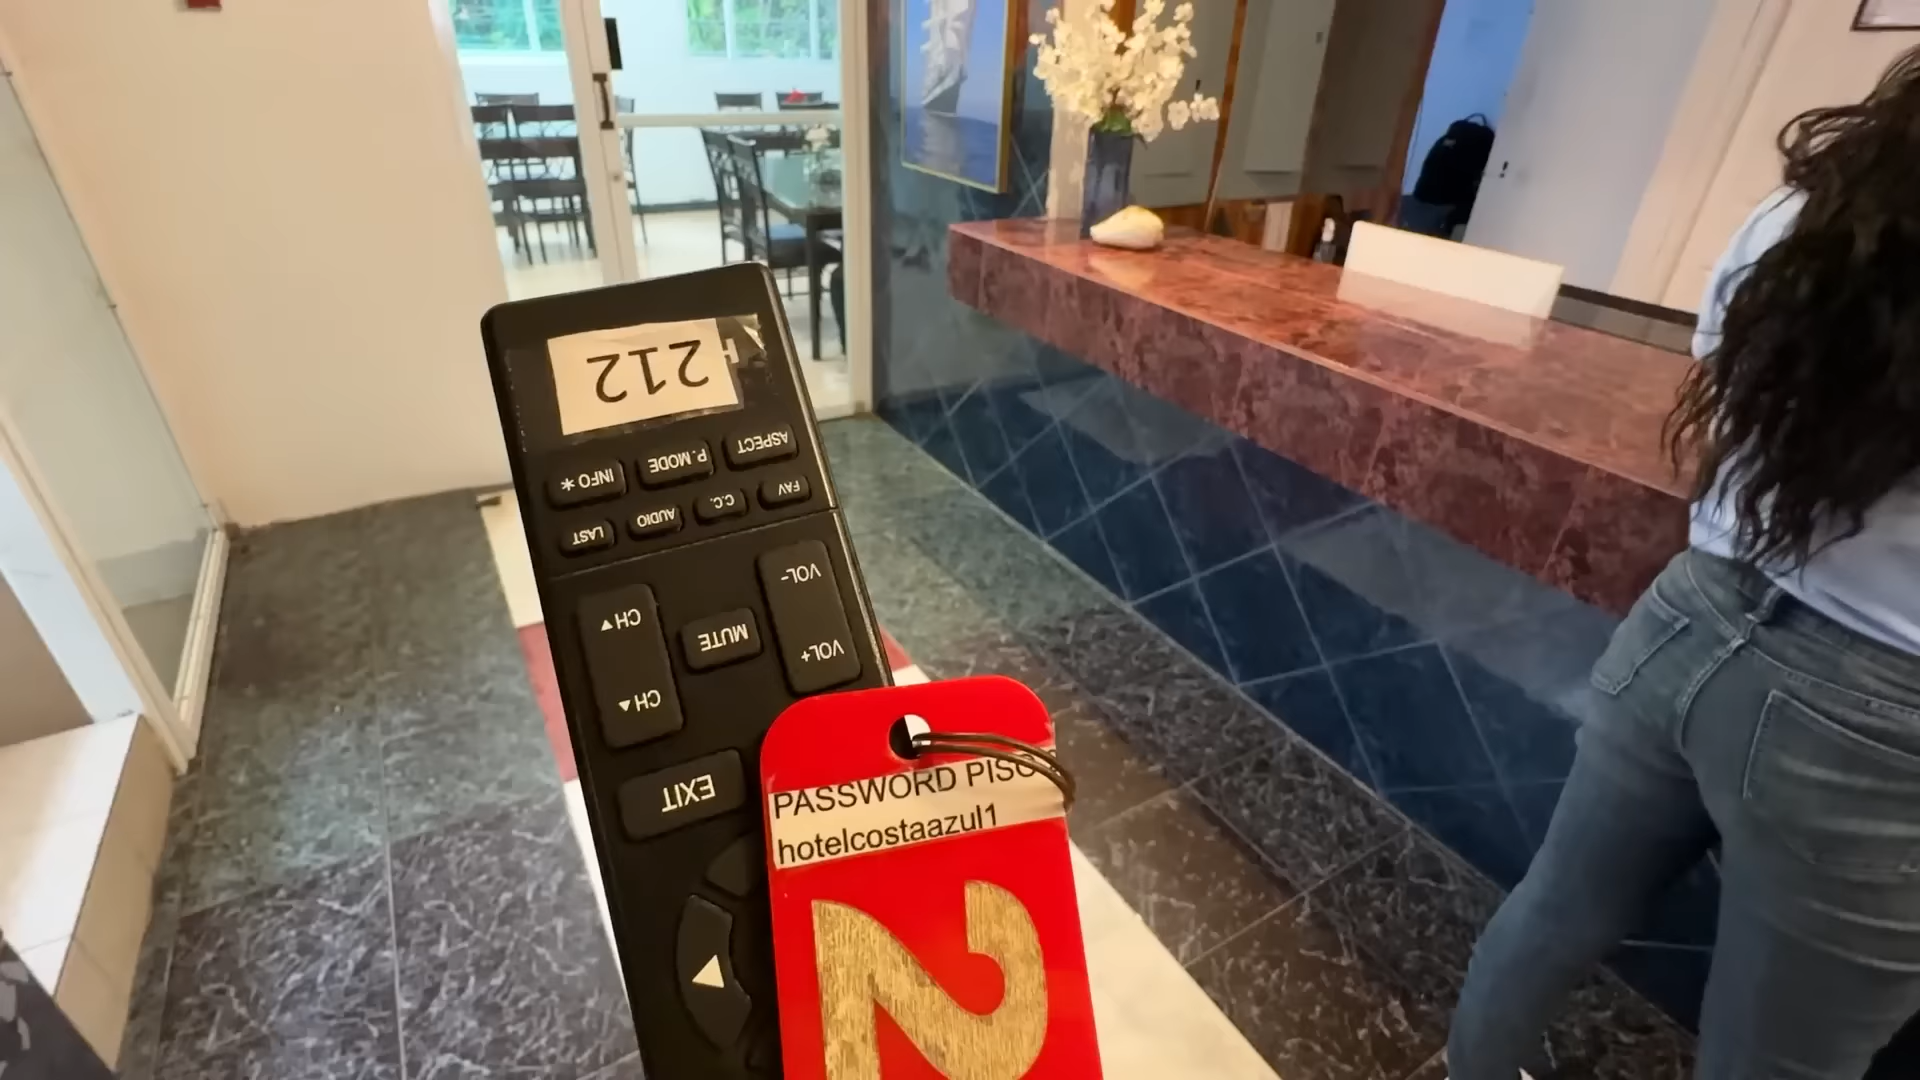 212
INFO *
P. MODE
ASPECT
LAST
AUDIO
C.C.
FAV
CH ▼
MUTE
VOL-
CH ▲
VOL+
EXIT
PASSWORD PISO
hotelcostaazul1
2